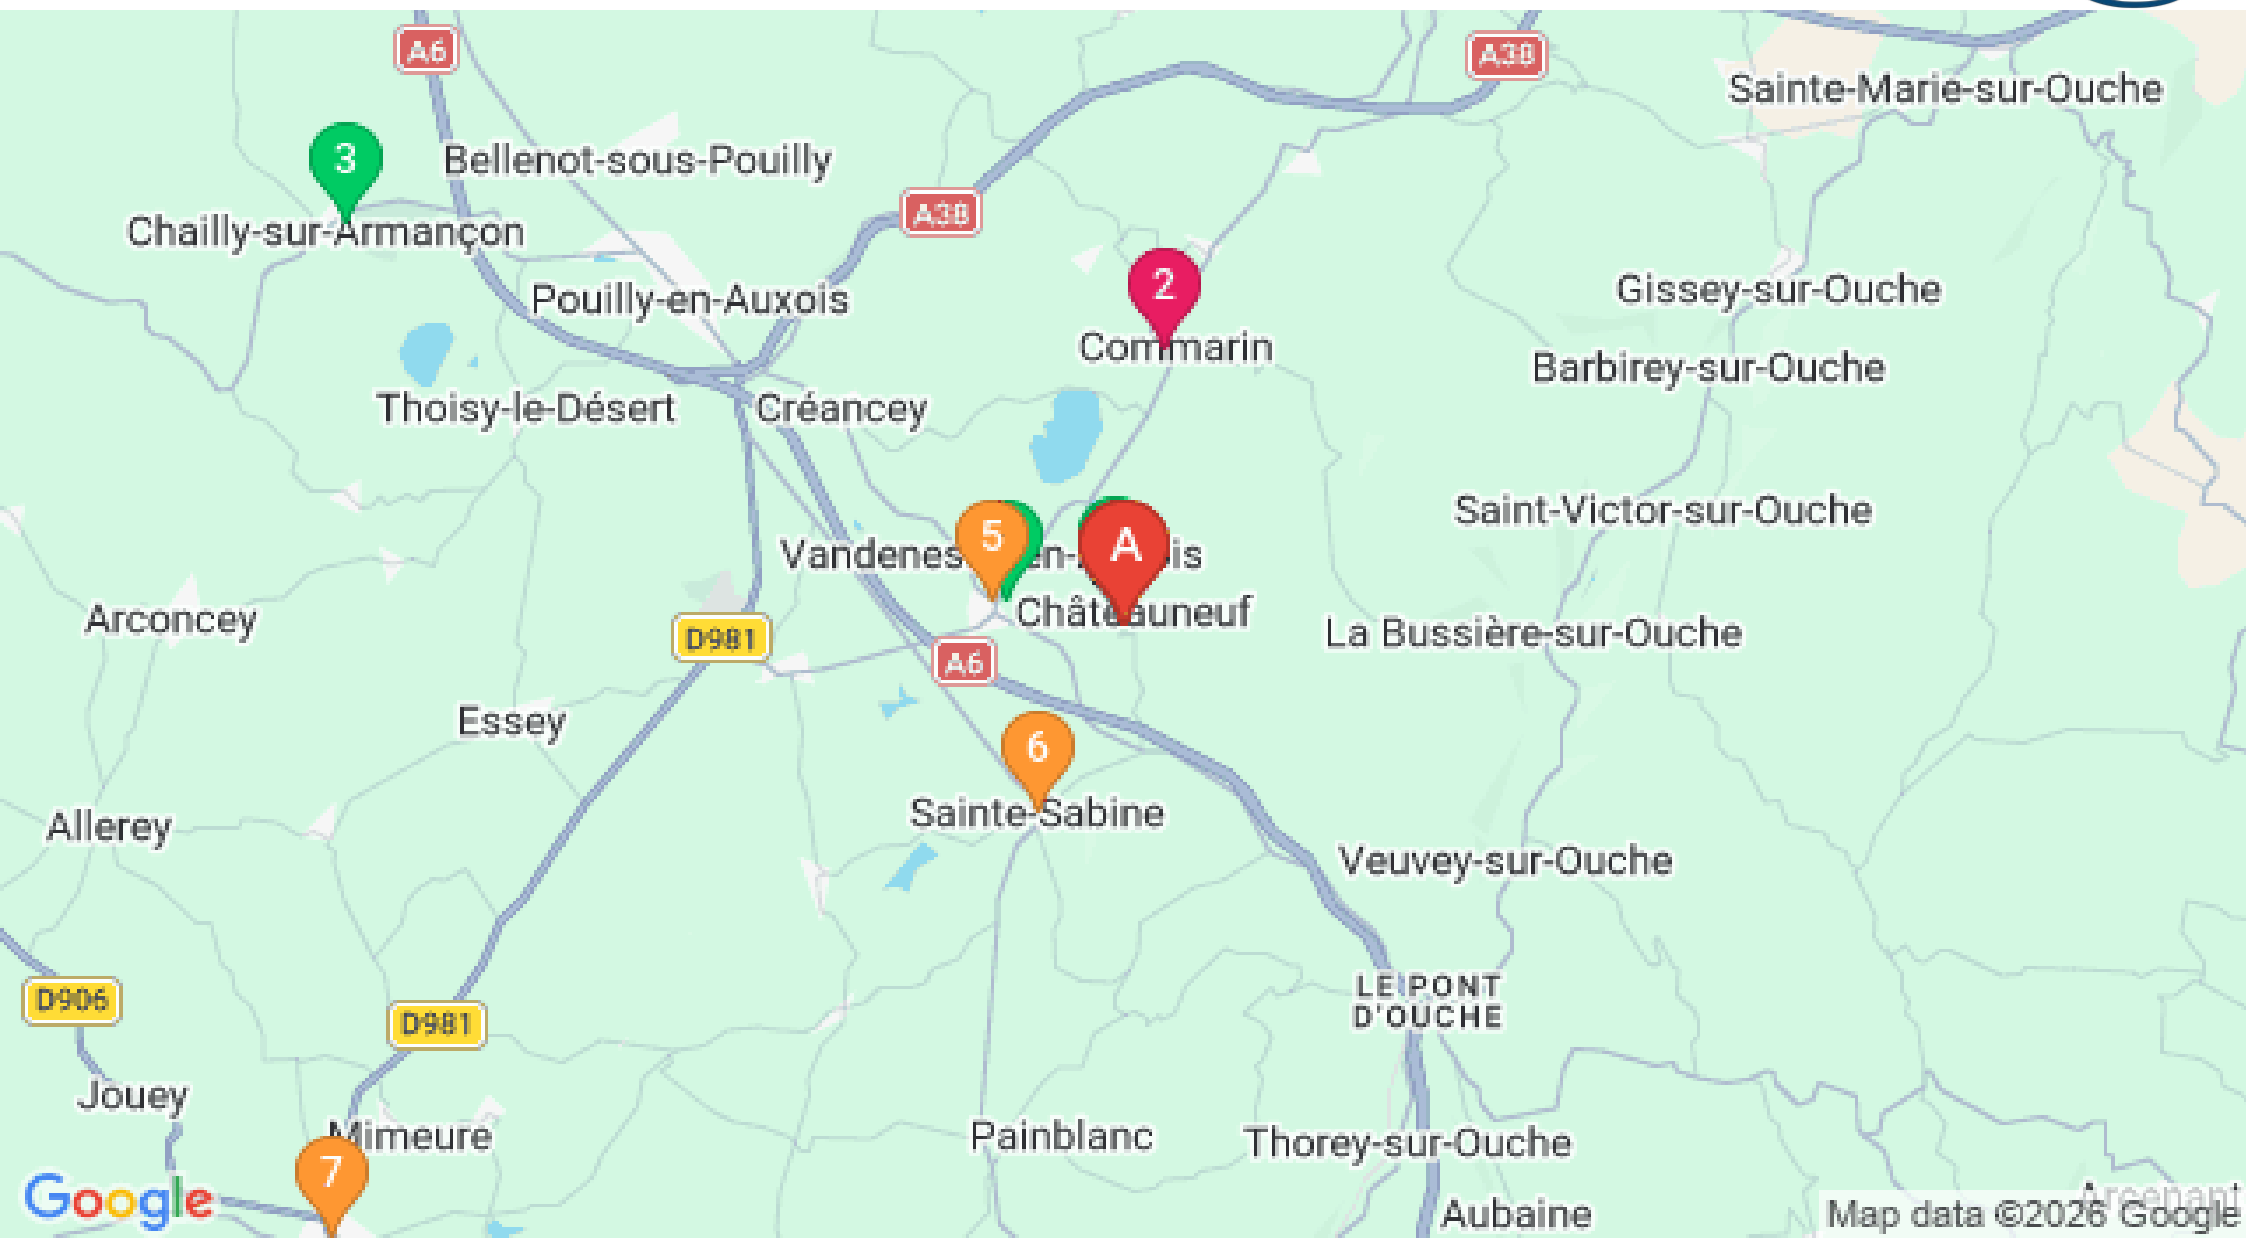 A6
A38
Sainte-Marie-sur-Ouche
3
Bellenot-sous-Pouilly
A38
Chailly-sur-Armançon
2
Gissey-sur-Ouche
Pouilly-en-Auxois
Commarin
Barbirey-sur-Ouche
Thoisy-le-Désert
Créancey
Saint-Victor-sur-Ouche
5
A
Vandenes
en-
is
Châteauneuf
Arconcey
D981
La Bussière-sur-Ouche
A6
Essey
6
Sainte-Sabine
Allerey
Veuvey-sur-Ouche
LE PONT
D'OUCHE
D906
D981
Jouey
Mimeure
Painblanc
Thorey-sur-Ouche
7
Google
Arcenant
Aubaine
Map data ©2026 Google